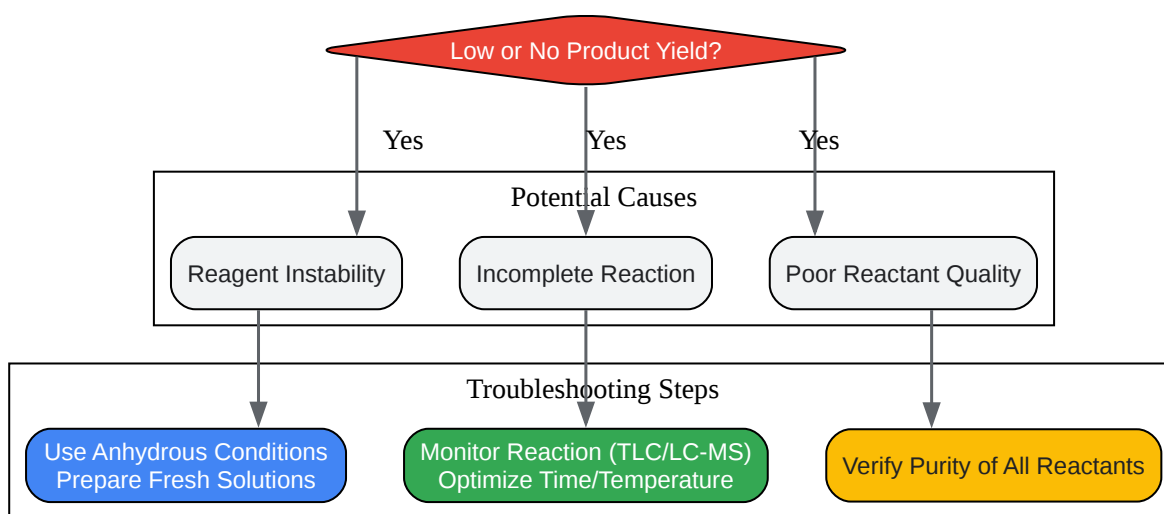 Low or No Product Yield?
Yes
Yes
Yes
Potential Causes
Reagent Instability
Incomplete Reaction
Poor Reactant Quality
Troubleshooting Steps
Use Anhydrous Conditions
Prepare Fresh Solutions
Monitor Reaction (TLC/LC-MS)
Optimize Time/Temperature
Verify Purity of All Reactants